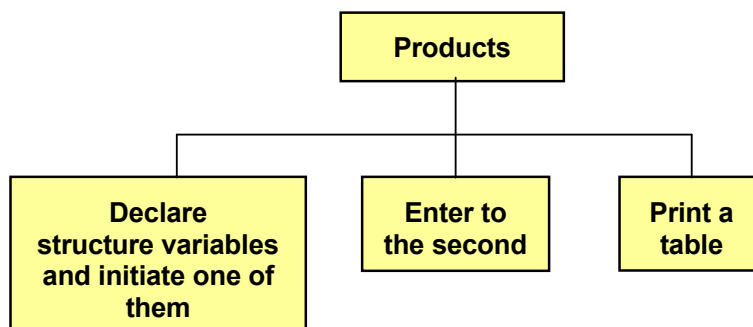 Products
Declare
structure variables
and initiate one of
them
Enter to
the second
Print a
table